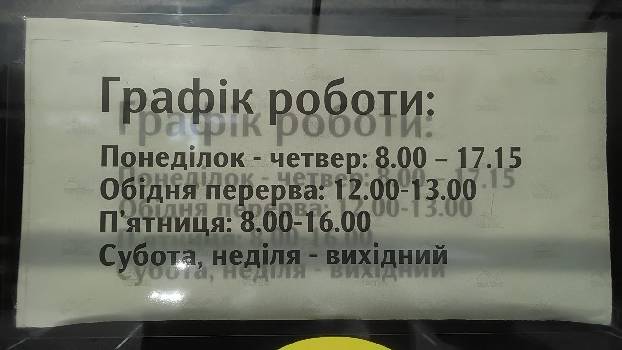 Графік роботи:
Понеділок - четвер: 8.00 – 17.15
Обідня перерва: 12.00-13.00
П'ятниця: 8.00-16.00
Субота, неділя - вихідний